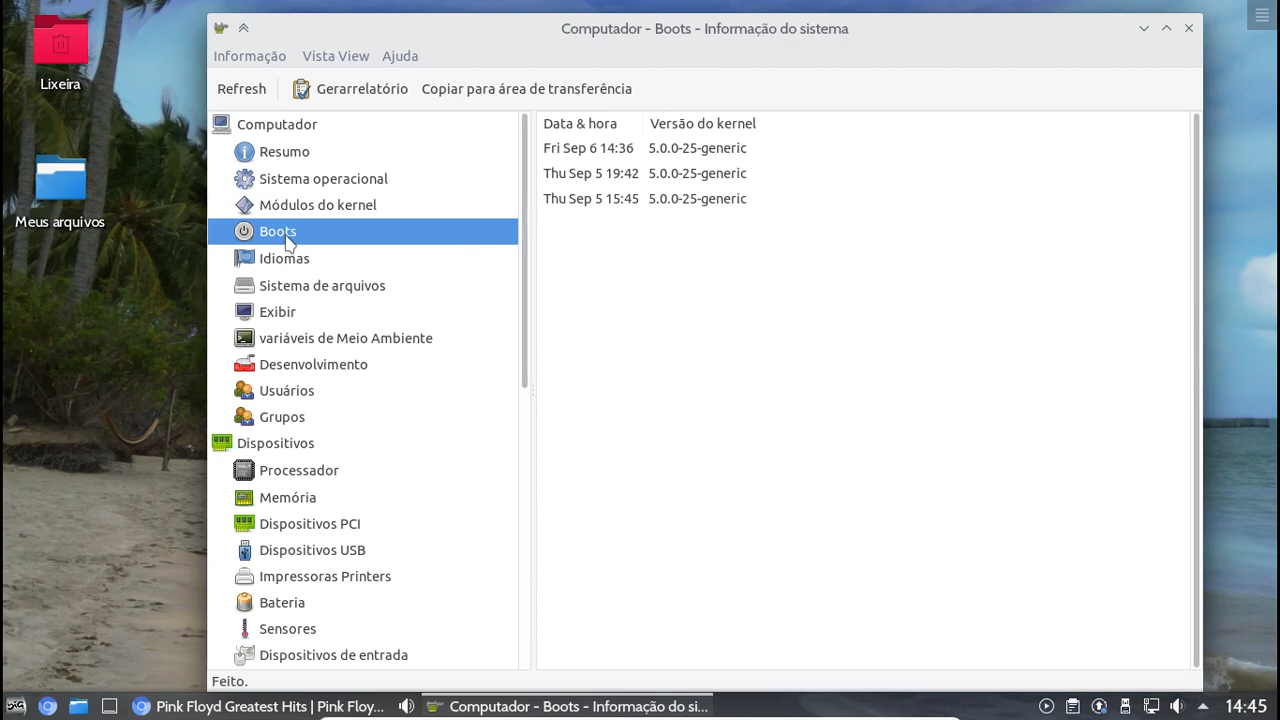 Lixeira
Meus arquivos
Computador - Boots - Informação do sistema
Informação Vista View Ajuda
Refresh Gerarrelatório Copiar para área de transferência
Computador
Resumo
Sistema operacional
Módulos do kernel
Boots
Idiomas
Sistema de arquivos
Exibir
variáveis de Meio Ambiente
Desenvolvimento
Usuários
Grupos
Dispositivos
Processador
Memória
Dispositivos PCI
Dispositivos USB
Impressoras Printers
Bateria
Sensores
Dispositivos de entrada
Data & hora Versão do kernel
Fri Sep 6 14:36 5.0.0-25-generic
Thu Sep 5 19:42 5.0.0-25-generic
Thu Sep 5 15:45 5.0.0-25-generic
Feito.
Pink Floyd Greatest Hits | Pink Floy... Computador - Boots - Informação do si... 14:45